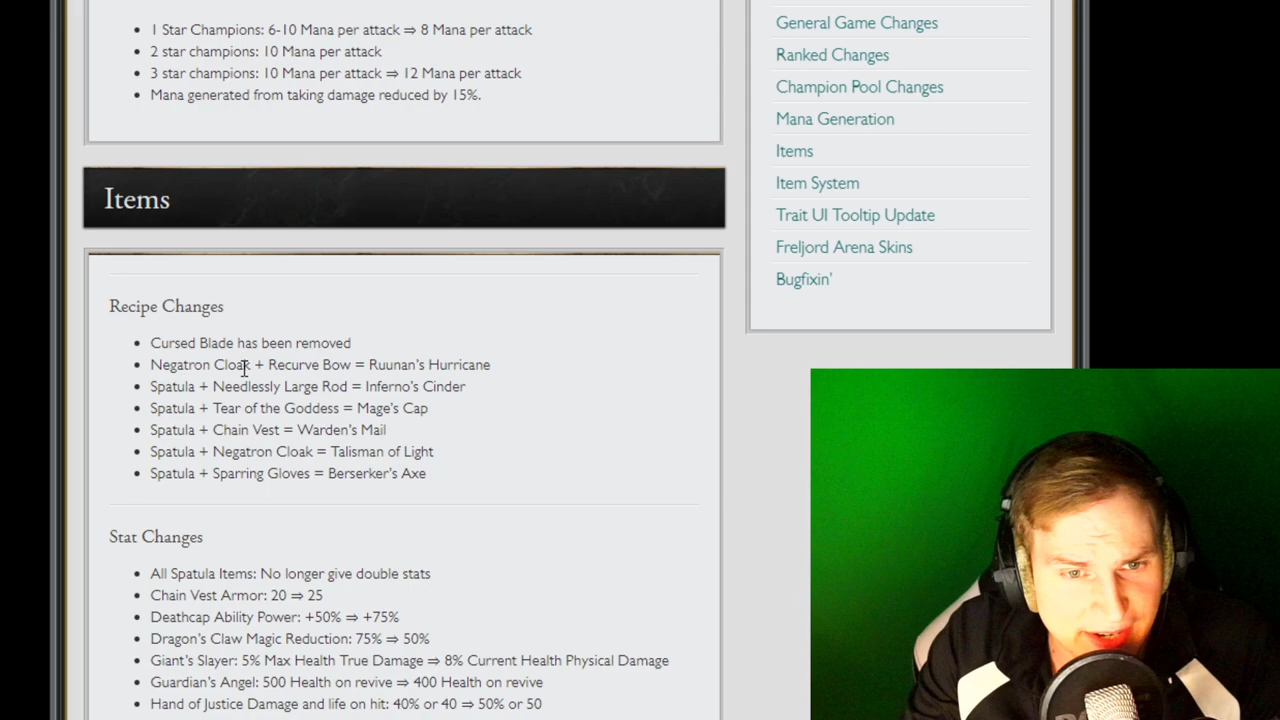 1 Star Champions: 6-10 Mana per attack ⇒ 8 Mana per attack
2 star champions: 10 Mana per attack
3 star champions: 10 Mana per attack ⇒ 12 Mana per attack
Mana generated from taking damage reduced by 15%.
Items
Recipe Changes
Cursed Blade has been removed
Negatron Cloak + Recurve Bow = Ruunan's Hurricane
Spatula + Needlessly Large Rod = Inferno's Cinder
Spatula + Tear of the Goddess = Mage's Cap
Spatula + Chain Vest = Warden's Mail
Spatula + Negatron Cloak = Talisman of Light
Spatula + Sparring Gloves = Berserker's Axe
Stat Changes
All Spatula Items: No longer give double stats
Chain Vest Armor: 20 ⇒ 25
Deathcap Ability Power: +50% ⇒ +75%
Dragon's Claw Magic Reduction: 75% ⇒ 50%
Giant's Slayer: 5% Max Health True Damage ⇒ 8% Current Health Physical Damage
Guardian's Angel: 500 Health on revive ⇒ 400 Health on revive
Hand of Justice Damage and life on hit: 40% or 40 ⇒ 50% or 50
General Game Changes
Ranked Changes
Champion Pool Changes
Mana Generation
Items
Item System
Trait UI Tooltip Update
Freljord Arena Skins
Bugfixin'